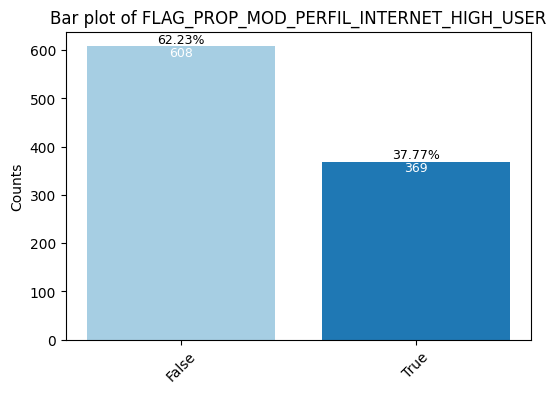 Bar plot of FLAG_PROP_MOD_PERFIL_INTERNET_HIGH_USER
62.23%
608
37.77%
369
600
500
400
300
200
100
0
Counts
False
True